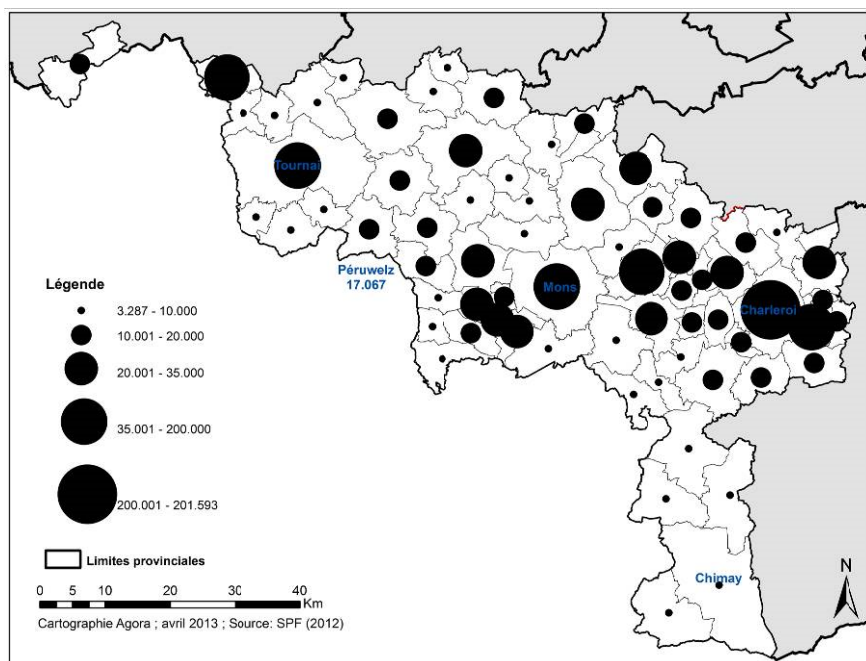 Tournai
Péruwelz
17.067
Mons
Charleroi
Chimay
Légende
3.287 - 10.000
10.001 - 20.000
20.001 - 35.000
35.001 - 200.000
200.001 - 201.593
Limites provinciales
0 5 10 20 30 40
Km
N
Cartographie Agora ; avril 2013 ; Source: SPF (2012)